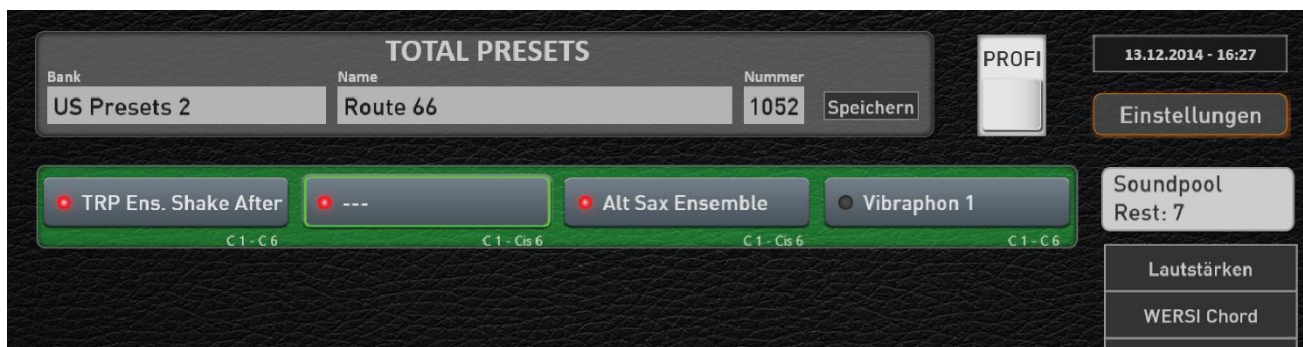 TOTAL PRESETS
Bank
Name
Nummer
US Presets 2
Route 66
1052
Speichern
PROFI
13.12.2014 - 16:27
Einstellungen
TRP Ens. Shake After
---
Alt Sax Ensemble
Vibraphon 1
C 1 - C 6
C 1 - Cis 6
C 1 - Cis 6
C 1 - C 6
Soundpool
Rest: 7
Lautstärken
WERSI Chord